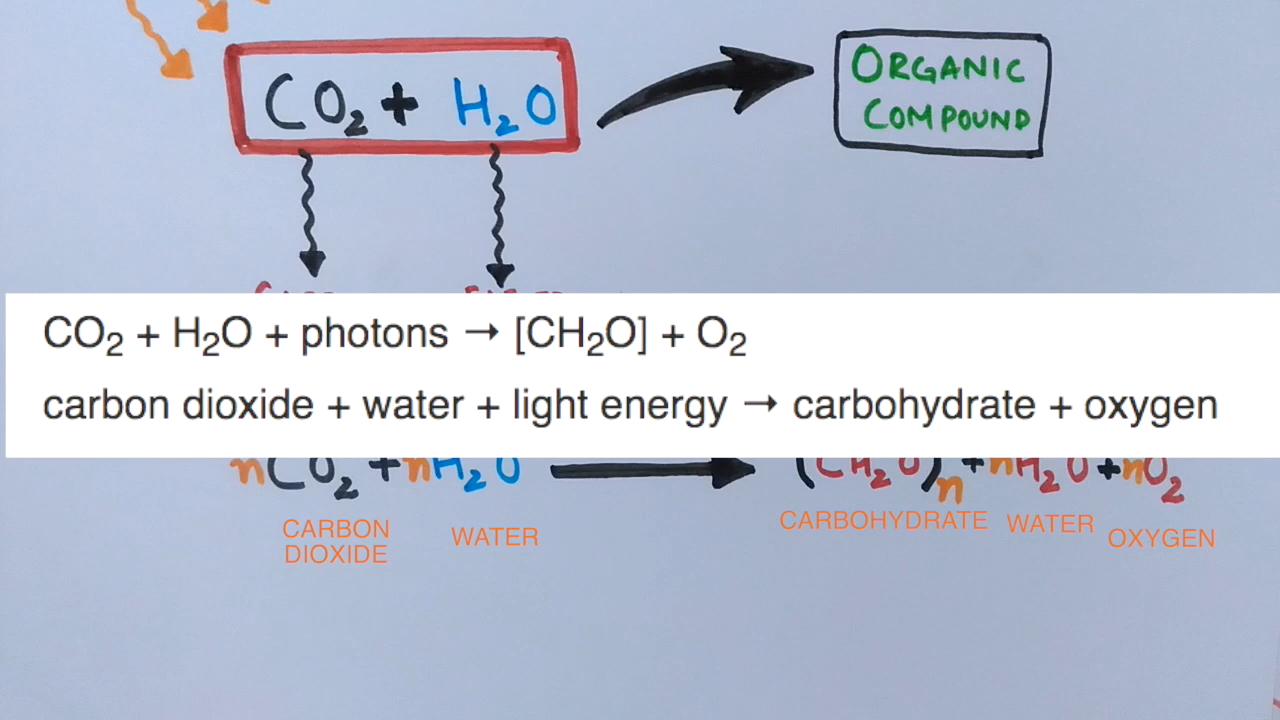 CO₂ + H₂O
ORGANIC
COMPOUND
CO₂ + H₂O + photons → [CH₂O] + O₂
carbon dioxide + water + light energy → carbohydrate + oxygen
nCO₂ + nH₂O → (CH₂O)n + nH₂O + nO₂
CARBON
DIOXIDE
WATER
CARBOHYDRATE
WATER
OXYGEN